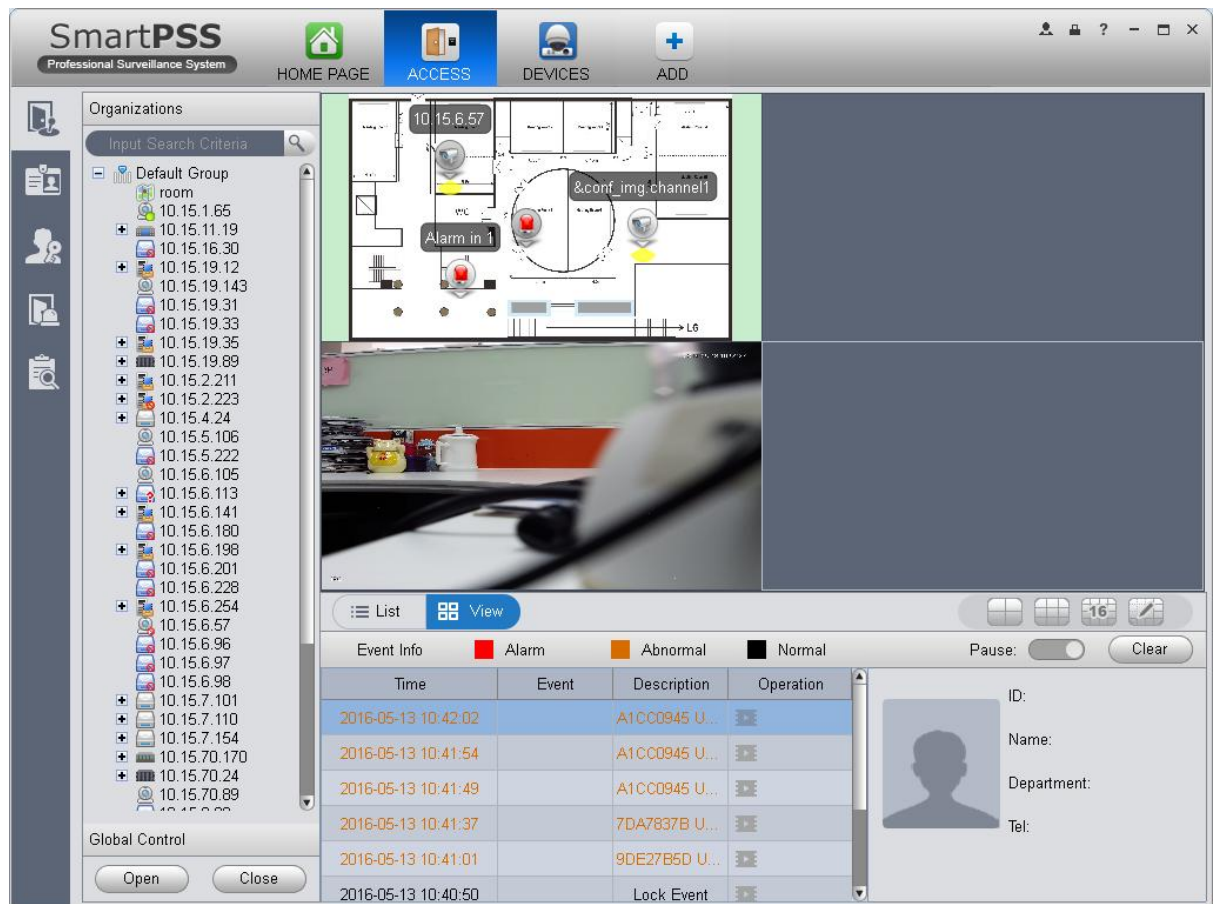 SmartPSS
Professional Surveillance System
HOME PAGE
ACCESS
DEVICES
ADD
?
Organizations
Input Search Criteria
Default Group
room
10.15.1.65
10.15.11.19
10.15.16.30
10.15.19.12
10.15.19.143
10.15.19.31
10.15.19.33
10.15.19.35
10.15.19.89
10.15.2.211
10.15.2.223
10.15.4.24
10.15.5.106
10.15.5.222
10.15.6.105
10.15.6.113
10.15.6.141
10.15.6.180
10.15.6.198
10.15.6.201
10.15.6.228
10.15.6.254
10.15.6.57
10.15.6.96
10.15.6.97
10.15.6.98
10.15.7.101
10.15.7.110
10.15.7.154
10.15.70.170
10.15.70.24
10.15.70.89
Global Control
Open Close
10.15.6.57
&conf_img.channel1
WC
Alarm in 1
L6
List View
16
Event Info Alarm Abnormal Normal Pause: Clear
Time Event Description Operation
2016-05-13 10:42:02 A1CC0945 U...
2016-05-13 10:41:54 A1CC0945 U...
2016-05-13 10:41:49 A1CC0945 U...
2016-05-13 10:41:37 7DA7837B U...
2016-05-13 10:41:01 9DE27B5D U...
2016-05-13 10:40:50 Lock Event
ID:
Name:
Department:
Tel: